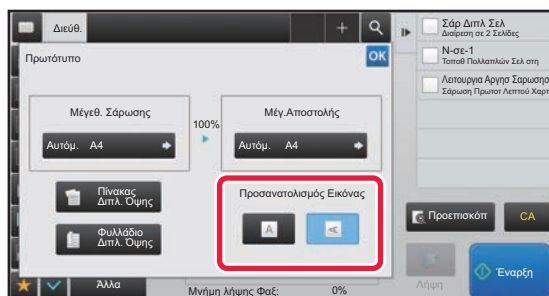 Διεύθ.
Πρωτότυπο
OK
Μέγεθ. Σάρωσης
100%
Μέγ.Αποστολής
Αυτόμ. A4
Αυτόμ. A4
Πίνακας
Διπλ. Όψης
Φυλλάδιο
Διπλ. Όψης
Προσανατολισμός Εικόνας
A
A
Άλλα
Μνήμη λήψης Φαξ: 0%
Σάρ Διπλ Σελ
Διαίρεση σε 2 Σελίδες
N-σε-1
Τοποθ Πολλαπλών Σελ στη
Λειτουργια Αργησ Σαρωσησ
Σάρωση Πρωτοτ Λεπτού Χαρτ
Προεπισκόπ
CA
Λήψη
Έναρξη